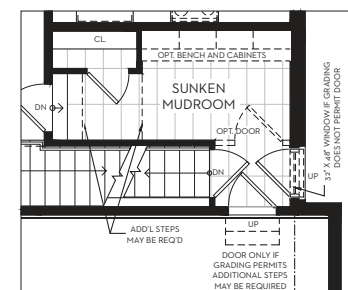 CL.
OPT. BENCH AND CABINETS
SUNKEN
MUDROOM
DN
OPT. DOOR
DN
UP
32" X 48" WINDOW IF GRADING
DOES NOT PERMIT DOOR
ADD'L STEPS
MAY BE REQ'D
UP
DOOR ONLY IF
GRADING PERMITS
ADDITIONAL STEPS
MAY BE REQUIRED